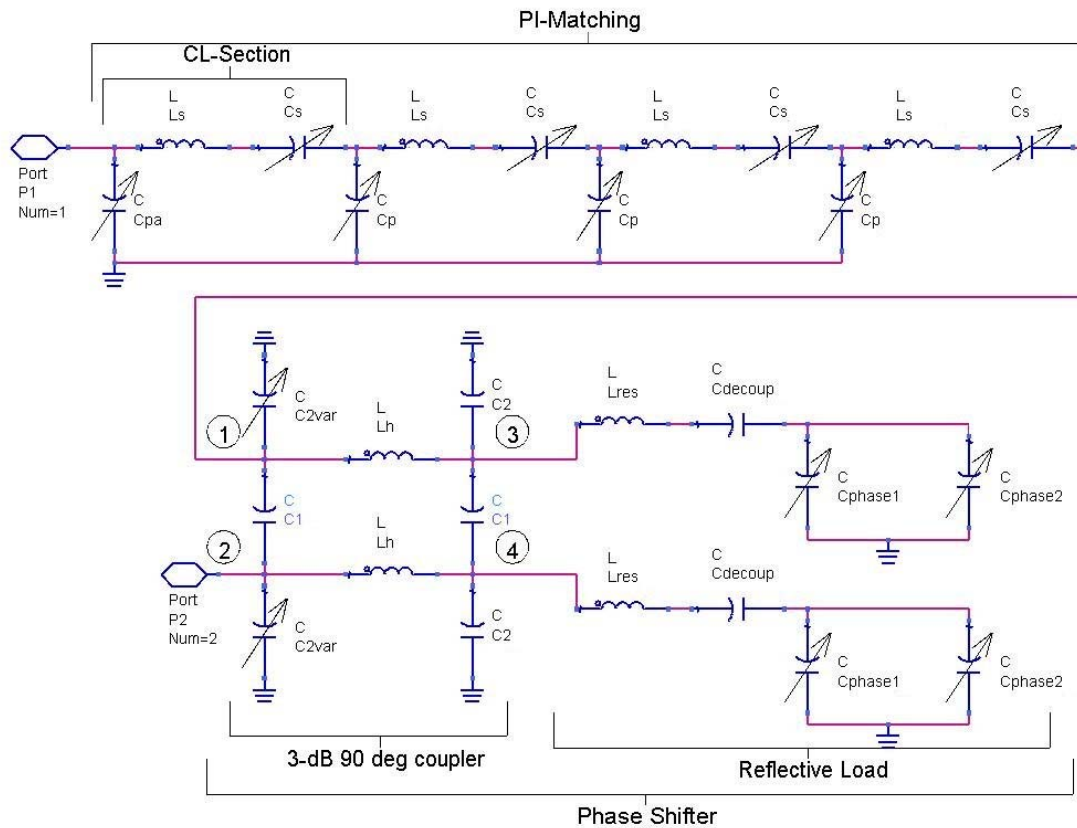 PI-Matching
CL-Section
L
Ls
C
Cs
L
Ls
C
Cs
L
Ls
C
Cs
L
Ls
C
Cs
Port
P1
Num=1
C
Cpa
C
Cp
C
Cp
C
Cp
C
C2var
L
Lh
C
C2
L
Lres
C
Cdecoup
1
3
C
Cphase1
C
Cphase2
C
C1
C
C1
2
L
Lh
4
L
Lres
C
Cdecoup
Port
P2
Num=2
C
C2var
C
C2
C
Cphase1
C
Cphase2
3-dB 90 deg coupler
Reflective Load
Phase Shifter